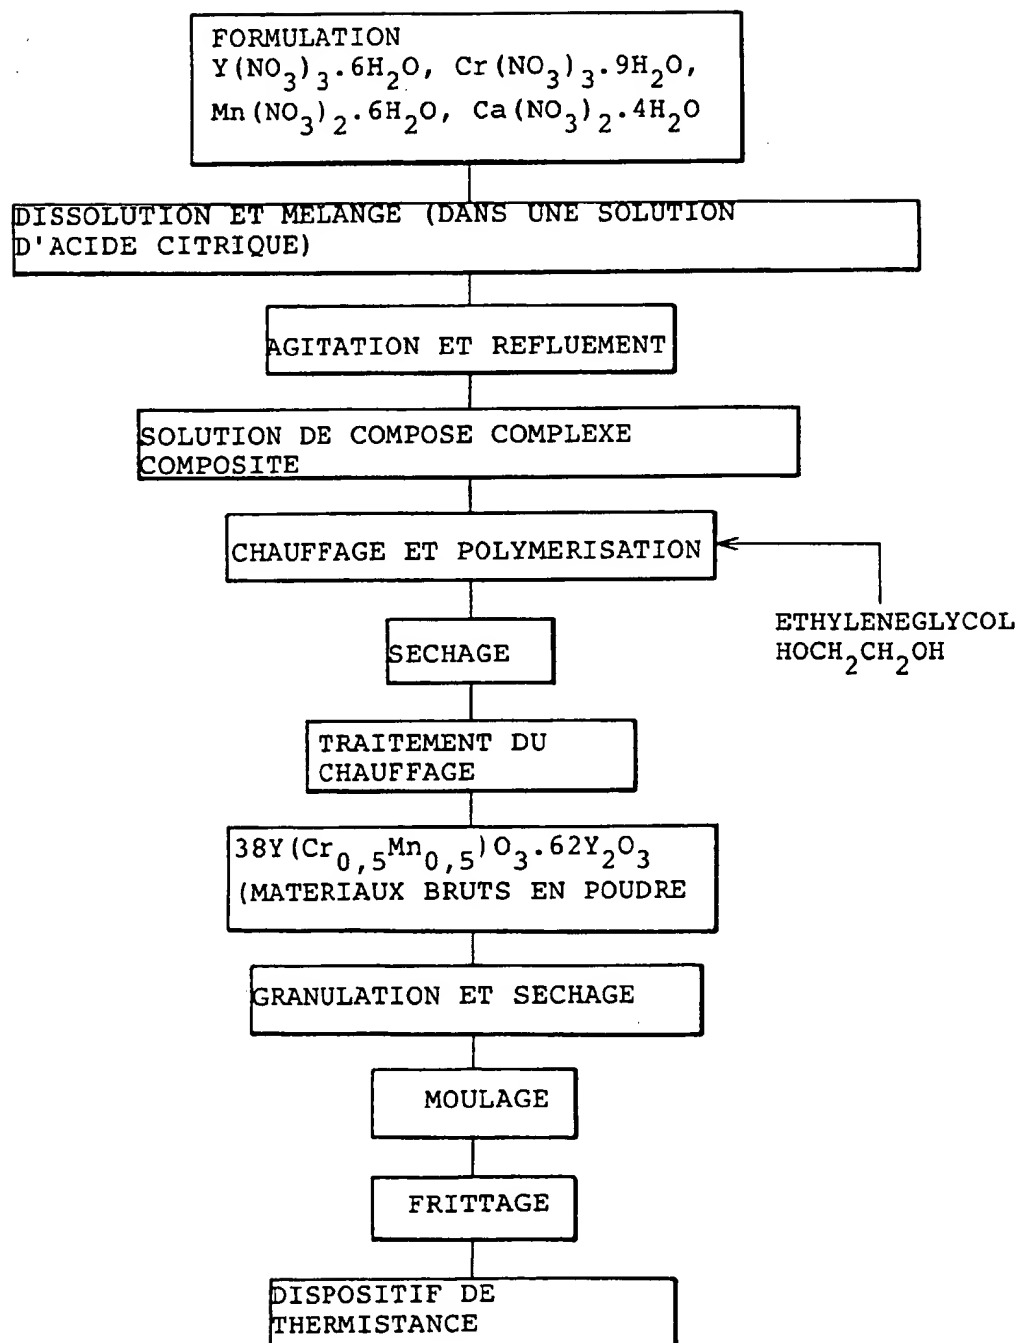 FORMULATION
Y(NO3)3.6H2O, Cr(NO3)3.9H2O,
Mn(NO3)2.6H2O, Ca(NO3)2.4H2O
DISSOLUTION ET MELANGE (DANS UNE SOLUTION
D'ACIDE CITRIQUE)
AGITATION ET REFLUEMENT
SOLUTION DE COMPOSE COMPLEXE
COMPOSITE
CHAUFFAGE ET POLYMERISATION
ETHYLENEGLYCOL
HOCH2CH2OH
SECHAGE
TRAITEMENT DU
CHAUFFAGE
38Y(Cr0,5Mn0,5)O3.62Y2O3
(MATERIAUX BRUTS EN POUDRE
GRANULATION ET SECHAGE
MOULAGE
FRITTAGE
DISPOSITIF DE
THERMISTANCE